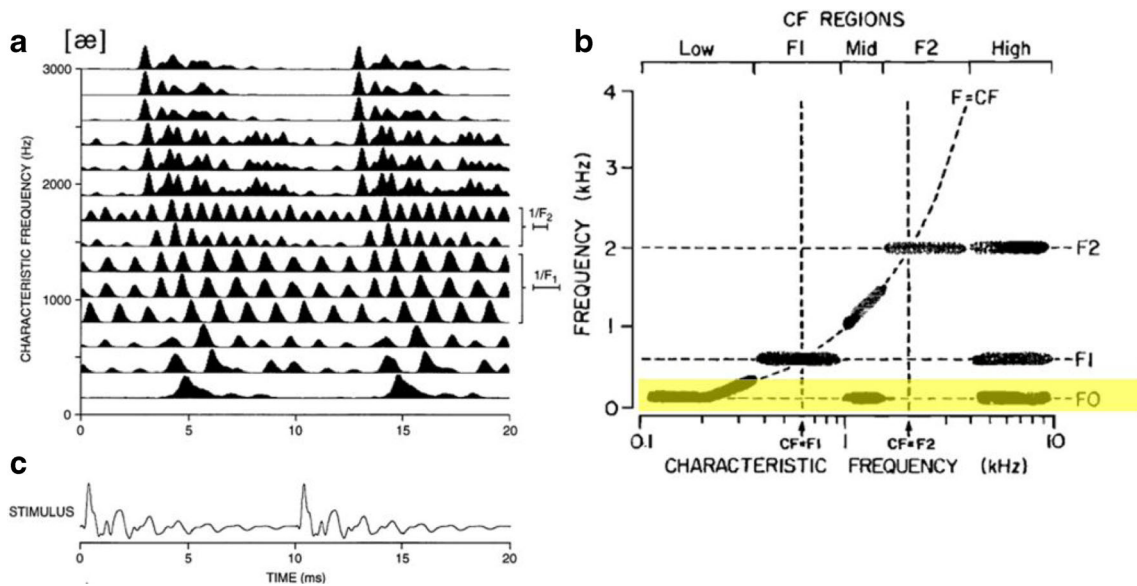 a
[æ]
3000
2000
1000
0
CHARACTERISTIC FREQUENCY (Hz)
1/F2
1/F1
0 5 10 15 20
b
CF REGIONS
Low F1 Mid F2 High
4
3
2
1
0
FREQUENCY (kHz)
F=CF
F2
F1
F0
0.1 1 10
CF=F1 CF=F2
CHARACTERISTIC FREQUENCY (kHz)
c
STIMULUS
0 5 10 15 20
TIME (ms)